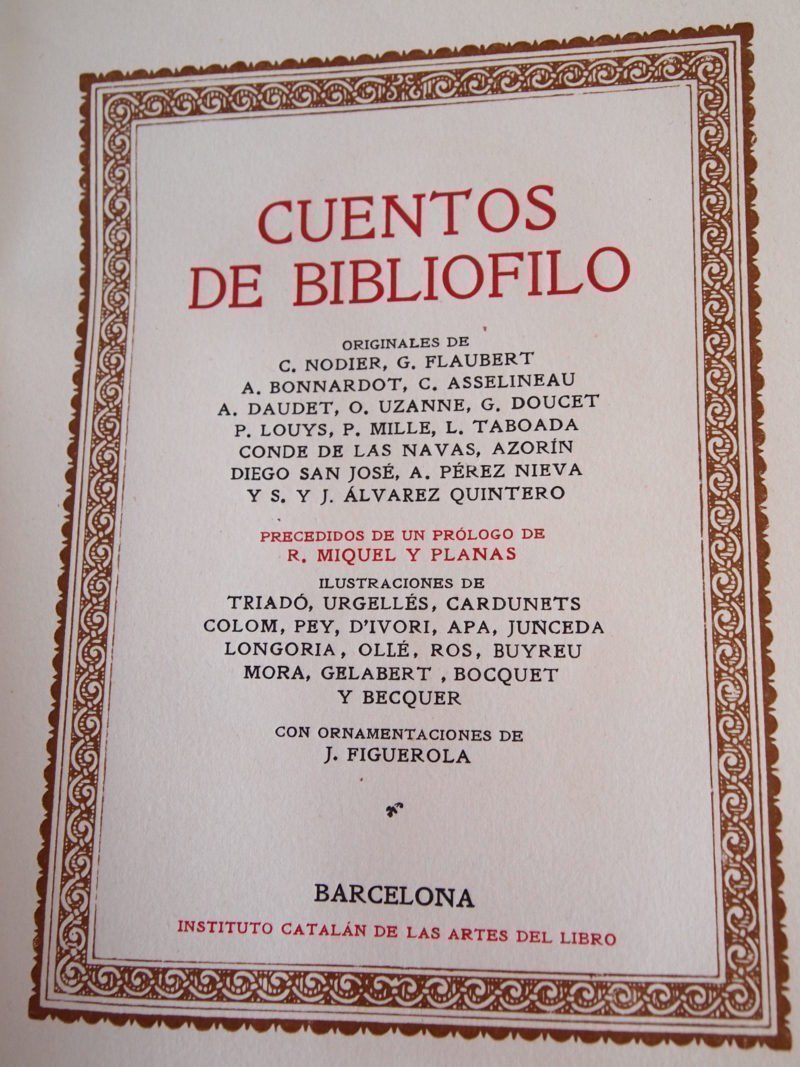 CUENTOS
DE BIBLIOFILO
ORIGINALES DE
C. NODIER, G. FLAUBERT
A. BONNARDOT, C. ASSELINEAU
A. DAUDET, O. UZANNE, G. DOUCET
P. LOUYS, P. MILLE, L. TABOADA
CONDE DE LAS NAVAS, AZORÍN
DIEGO SAN JOSÉ, A. PÉREZ NIEVA
Y S. Y J. ÁLVAREZ QUINTERO
PRECEDIDOS DE UN PRÓLOGO DE
R. MIQUEL Y PLANAS
ILUSTRACIONES DE
TRIADÓ, URGELLÉS, CARDUNETS
COLOM, PEY, D'IVORI, APA, JUNCEDA
LONGORIA, OLLÉ, ROS, BUYREU
MORA, GELABERT , BOCQUET
Y BECQUER
CON ORNAMENTACIONES DE
J. FIGUEROLA
BARCELONA
INSTITUTO CATALÁN DE LAS ARTES DEL LIBRO